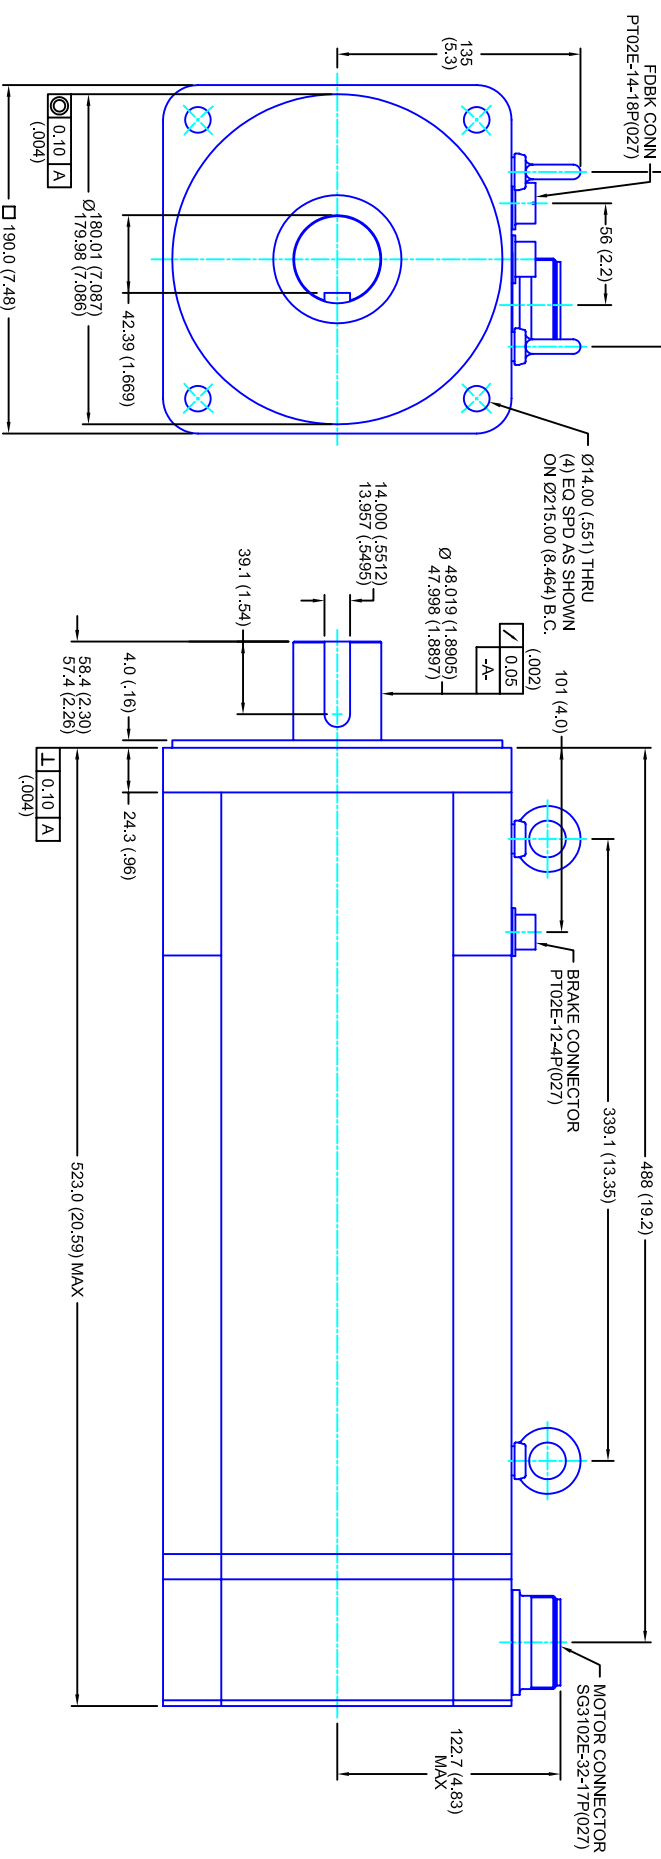 FDBK CONN
PT02E-14-18P(027)
135
(5.3)
56 (2.2)
0.10 A
(.004)
Ø180.01 (7.087)
179.98 (7.086)
42.39 (1.669)
□ 190.0 (7.48)
Ø14.00 (.551) THRU
(4) EQ SPD AS SHOWN
ON Ø215.00 (8.464) B.C.
14.000 (.5512)
13.957 (.5495)
39.1 (1.54)
Ø 48.019 (1.8905)
47.998 (1.8897)
(.002)
0.05
-A-
101 (4.0)
58.4 (2.30)
57.4 (2.26)
4.0 (.16)
24.3 (.96)
⊥ 0.10 A
(.004)
BRAKE CONNECTOR
PT02E-12-4P(027)
339.1 (13.35)
488 (19.2)
523.0 (20.59) MAX
MOTOR CONNECTOR
SG3102E-32-17P(027)
122.7 (4.83)
MAX